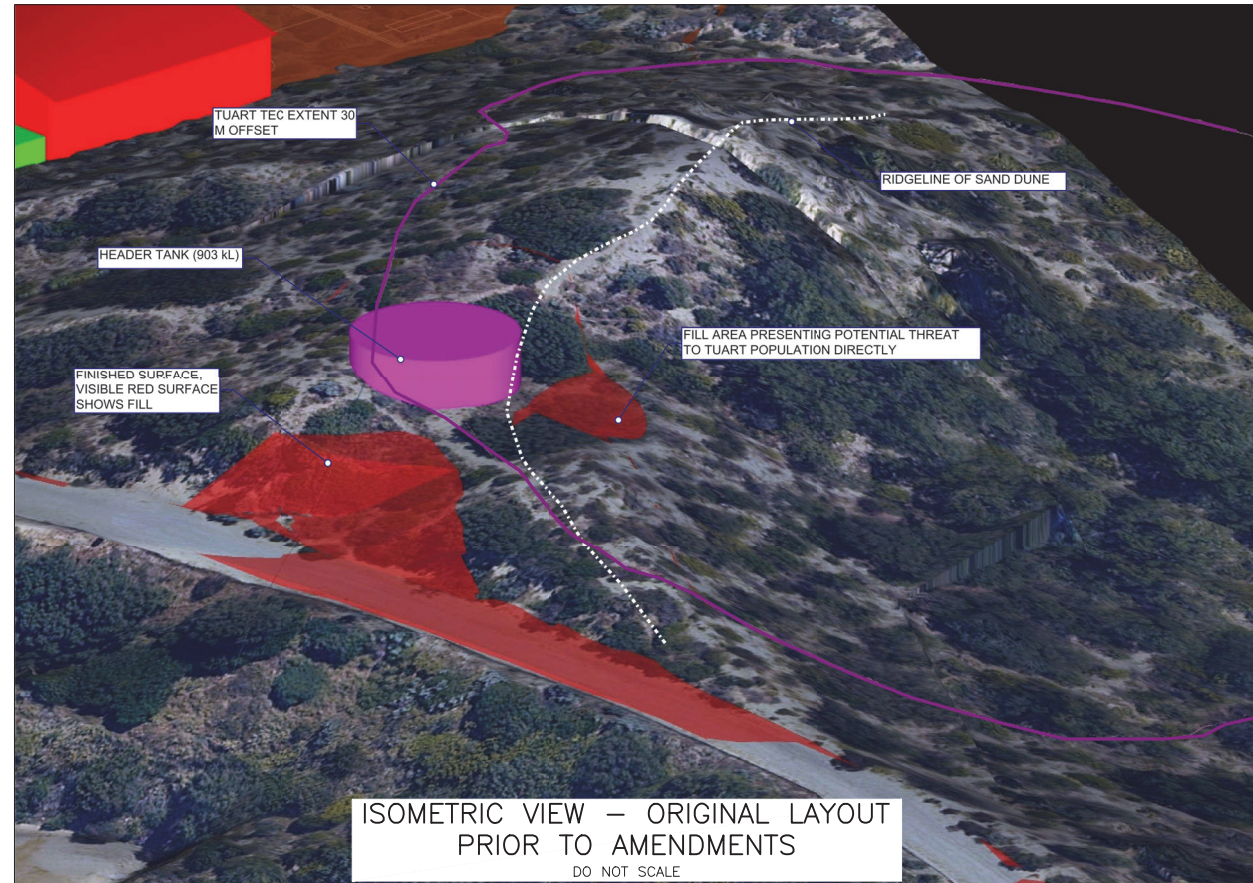 TUART TEC EXTENT 30
M OFFSET
RIDGELINE OF SAND DUNE
HEADER TANK (903 kL)
FILL AREA PRESENTING POTENTIAL THREAT
TO TUART POPULATION DIRECTLY
FINISHED SURFACE,
VISIBLE RED SURFACE
SHOWS FILL
ISOMETRIC VIEW – ORIGINAL LAYOUT
PRIOR TO AMENDMENTS
DO NOT SCALE